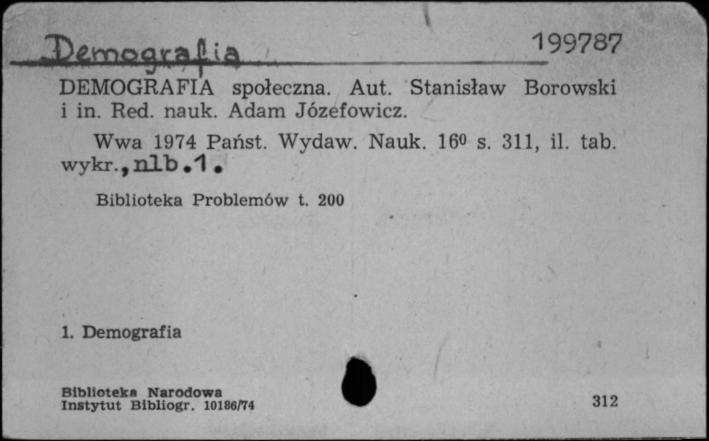 Demografia 199787
DEMOGRAFIA społeczna. Aut. Stanisław Borowski
i in. Red. nauk. Adam Józefowicz.
Wwa 1974 Państ. Wydaw. Nauk. 16⁰ s. 311, il. tab.
wykr., nlb.1.
Biblioteka Problemów t. 200
1. Demografia
Biblioteka Narodowa
Instytut Bibliogr. 10186/74 312